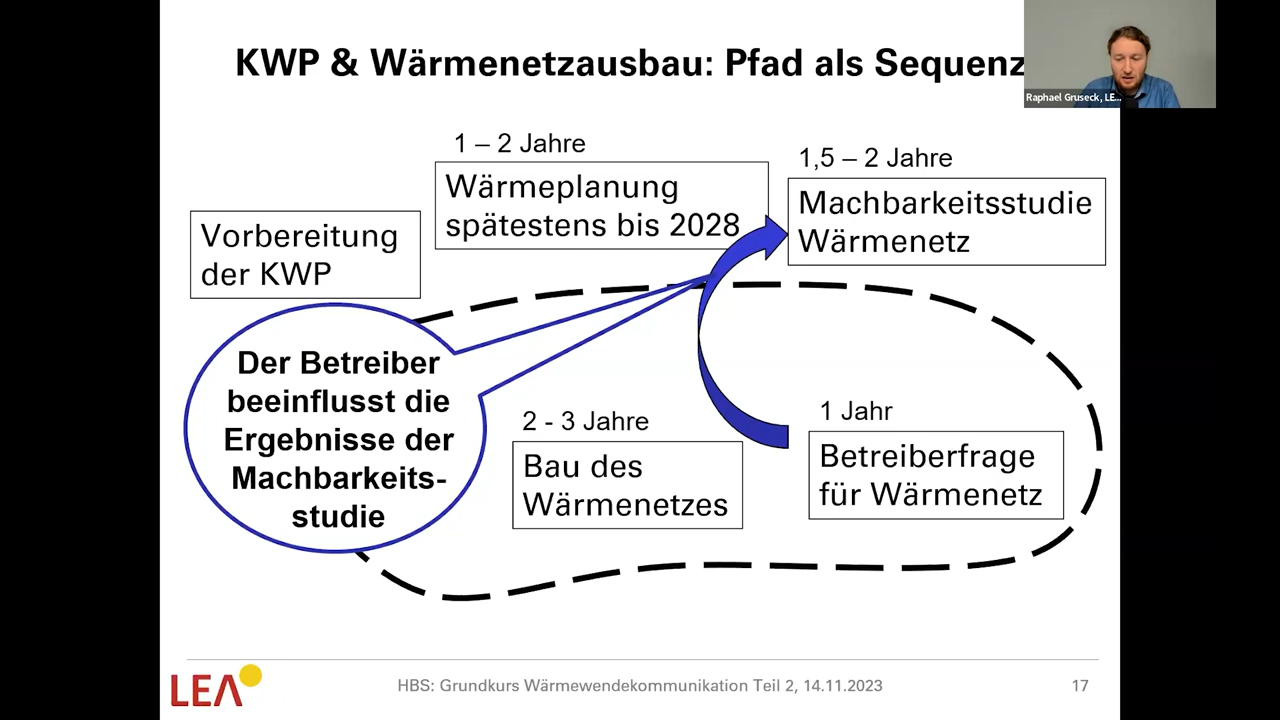 KWP & Wärmenetzausbau: Pfad als Sequenz
Raphael Gruseck, LE...
1 – 2 Jahre
Wärmeplanung
spätestens bis 2028
1,5 – 2 Jahre
Machbarkeitsstudie
Wärmenetz
Vorbereitung
der KWP
Der Betreiber
beeinflusst die
Ergebnisse der
Machbarkeits-
studie
2 - 3 Jahre
Bau des
Wärmenetzes
1 Jahr
Betreiberfrage
für Wärmenetz
LEA
HBS: Grundkurs Wärmewendekommunikation Teil 2, 14.11.2023
17